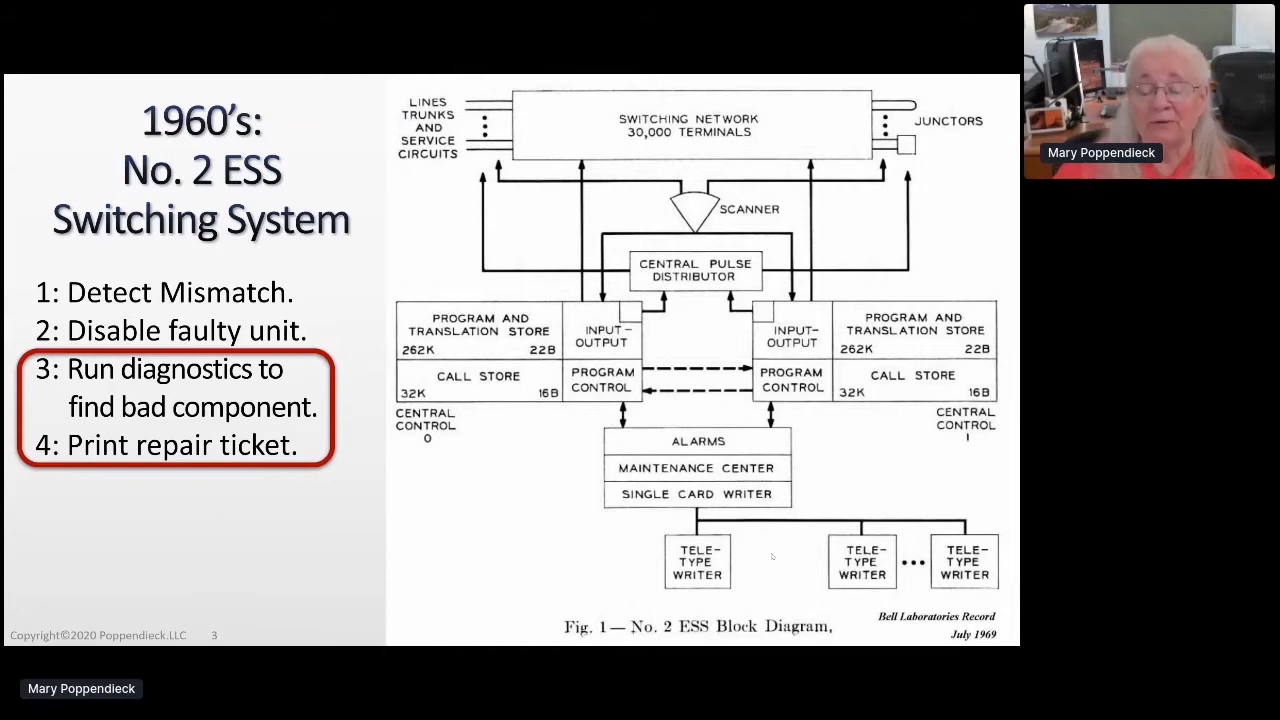 1960's:
No. 2 ESS
Switching System
1: Detect Mismatch.
2: Disable faulty unit.
3: Run diagnostics to
find bad component.
4: Print repair ticket.
Copyright©2020 Poppendieck.LLC 3
LINES
TRUNKS
AND
SERVICE
CIRCUITS
SWITCHING NETWORK
30,000 TERMINALS
JUNCTORS
SCANNER
CENTRAL PULSE
DISTRIBUTOR
PROGRAM AND
TRANSLATION STORE
262K 22B
INPUT-
OUTPUT
CALL STORE
32K 16B
PROGRAM
CONTROL
CENTRAL
CONTROL
0
INPUT-
OUTPUT
PROGRAM AND
TRANSLATION STORE
262K 22B
PROGRAM
CONTROL
CALL STORE
32K 16B
CENTRAL
CONTROL
1
ALARMS
MAINTENANCE CENTER
SINGLE CARD WRITER
TELE-
TYPE
WRITER
TELE-
TYPE
WRITER
TELE-
TYPE
WRITER
Fig. 1— No. 2 ESS Block Diagram,
Bell Laboratories Record
July 1969
Mary Poppendieck
Mary Poppendieck